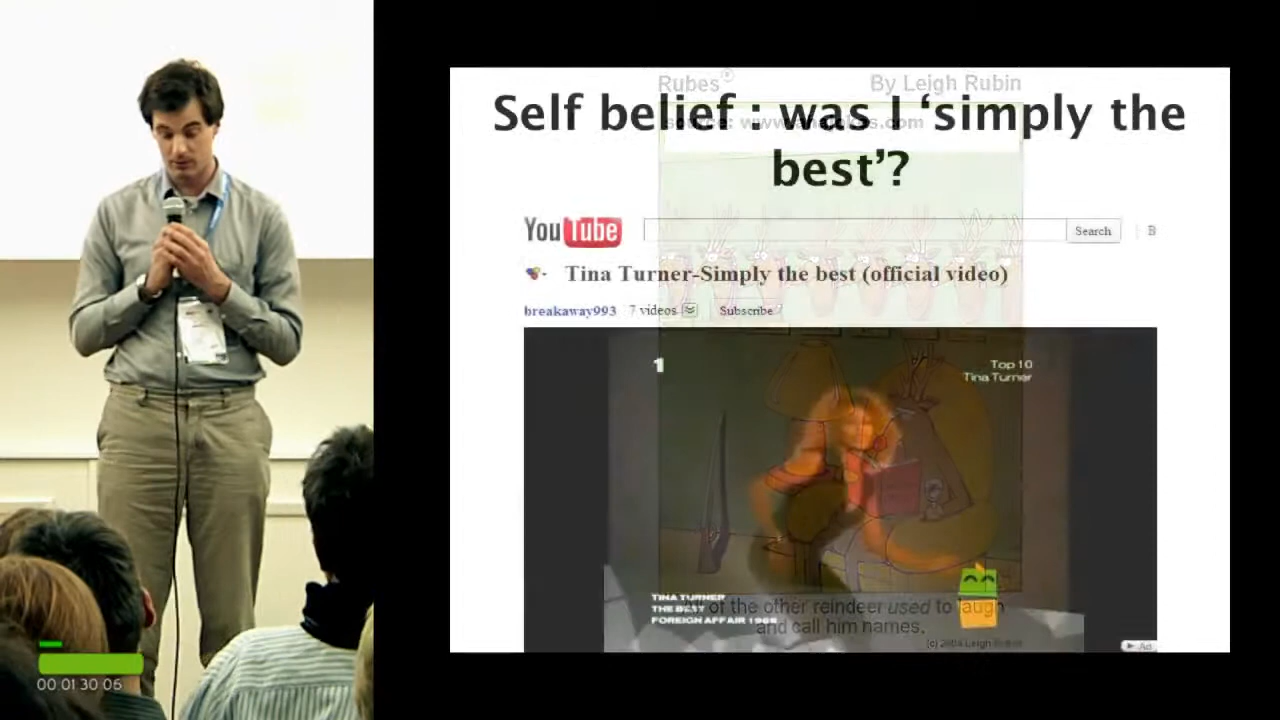 Rubes® By Leigh Rubin
Self belief : was I ‘simply the
best’?
YouTube
Search
B
Tina Turner-Simply the best (official video)
breakaway993 7 videos Subscribe
1
Top 10
Tina Turner
TINA TURNER
THE BEST
FOREIGN AFFAIR
of the other reindeer used to laugh
and call him names.
(c) 2004 Leigh Rubin
Ad
00 01 30 06